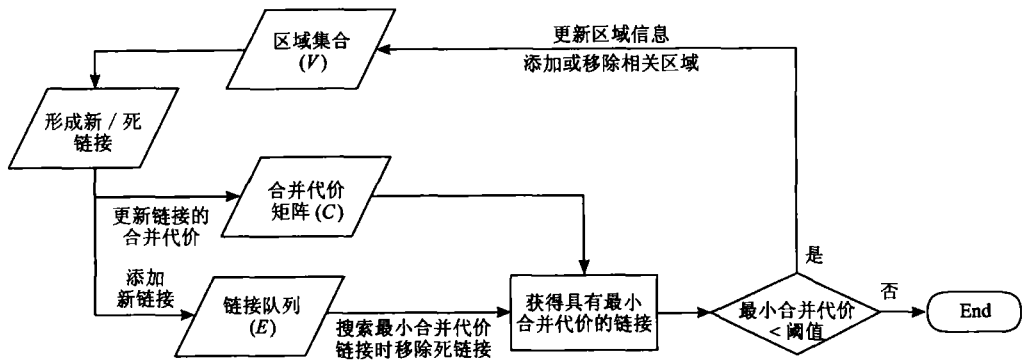 区域集合
(V)
更新区域信息
添加或移除相关区域
形成新 / 死
链接
合并代价
矩阵 (C)
更新链接的
合并代价
添加
新链接
链接队列
(E)
搜索最小合并代价
链接时移除死链接
获得具有最小
合并代价的链接
最小合并代价
< 阈值
是
否
End